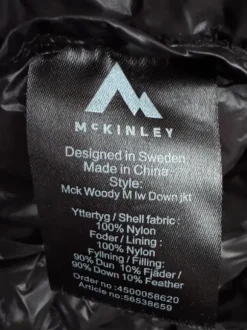 McKINLEY
Designed in Sweden
Made in China
Style:
Mck Woody M lw Down jkt
Yttertyg / Shell fabric:
100% Nylon
Foder / Lining:
100% Nylon
Fyllning / Filling:
90% Dun 10% Fjäder /
90% Down 10% Feather
Order no :4500058620
Article no:56538659